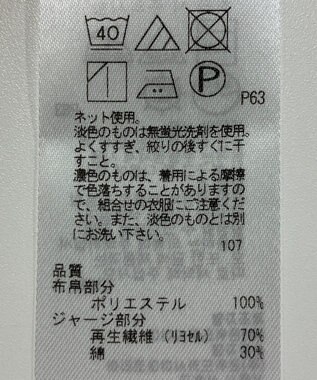 40
P
P63
ネット使用。
淡色のものは無蛍光洗剤を使用。
よくすすぎ、絞りの後すぐに干
すこと。
濃色のものは、着用による摩擦
で色落ちすることがありますの
で、組合せの衣服にご注意くださ
い。また、淡色のものとは別
にお洗い下さい。
107
品質
布帛部分
ポリエステル 100%
ジャージ部分
再生繊維(リヨセル) 70%
綿 30%